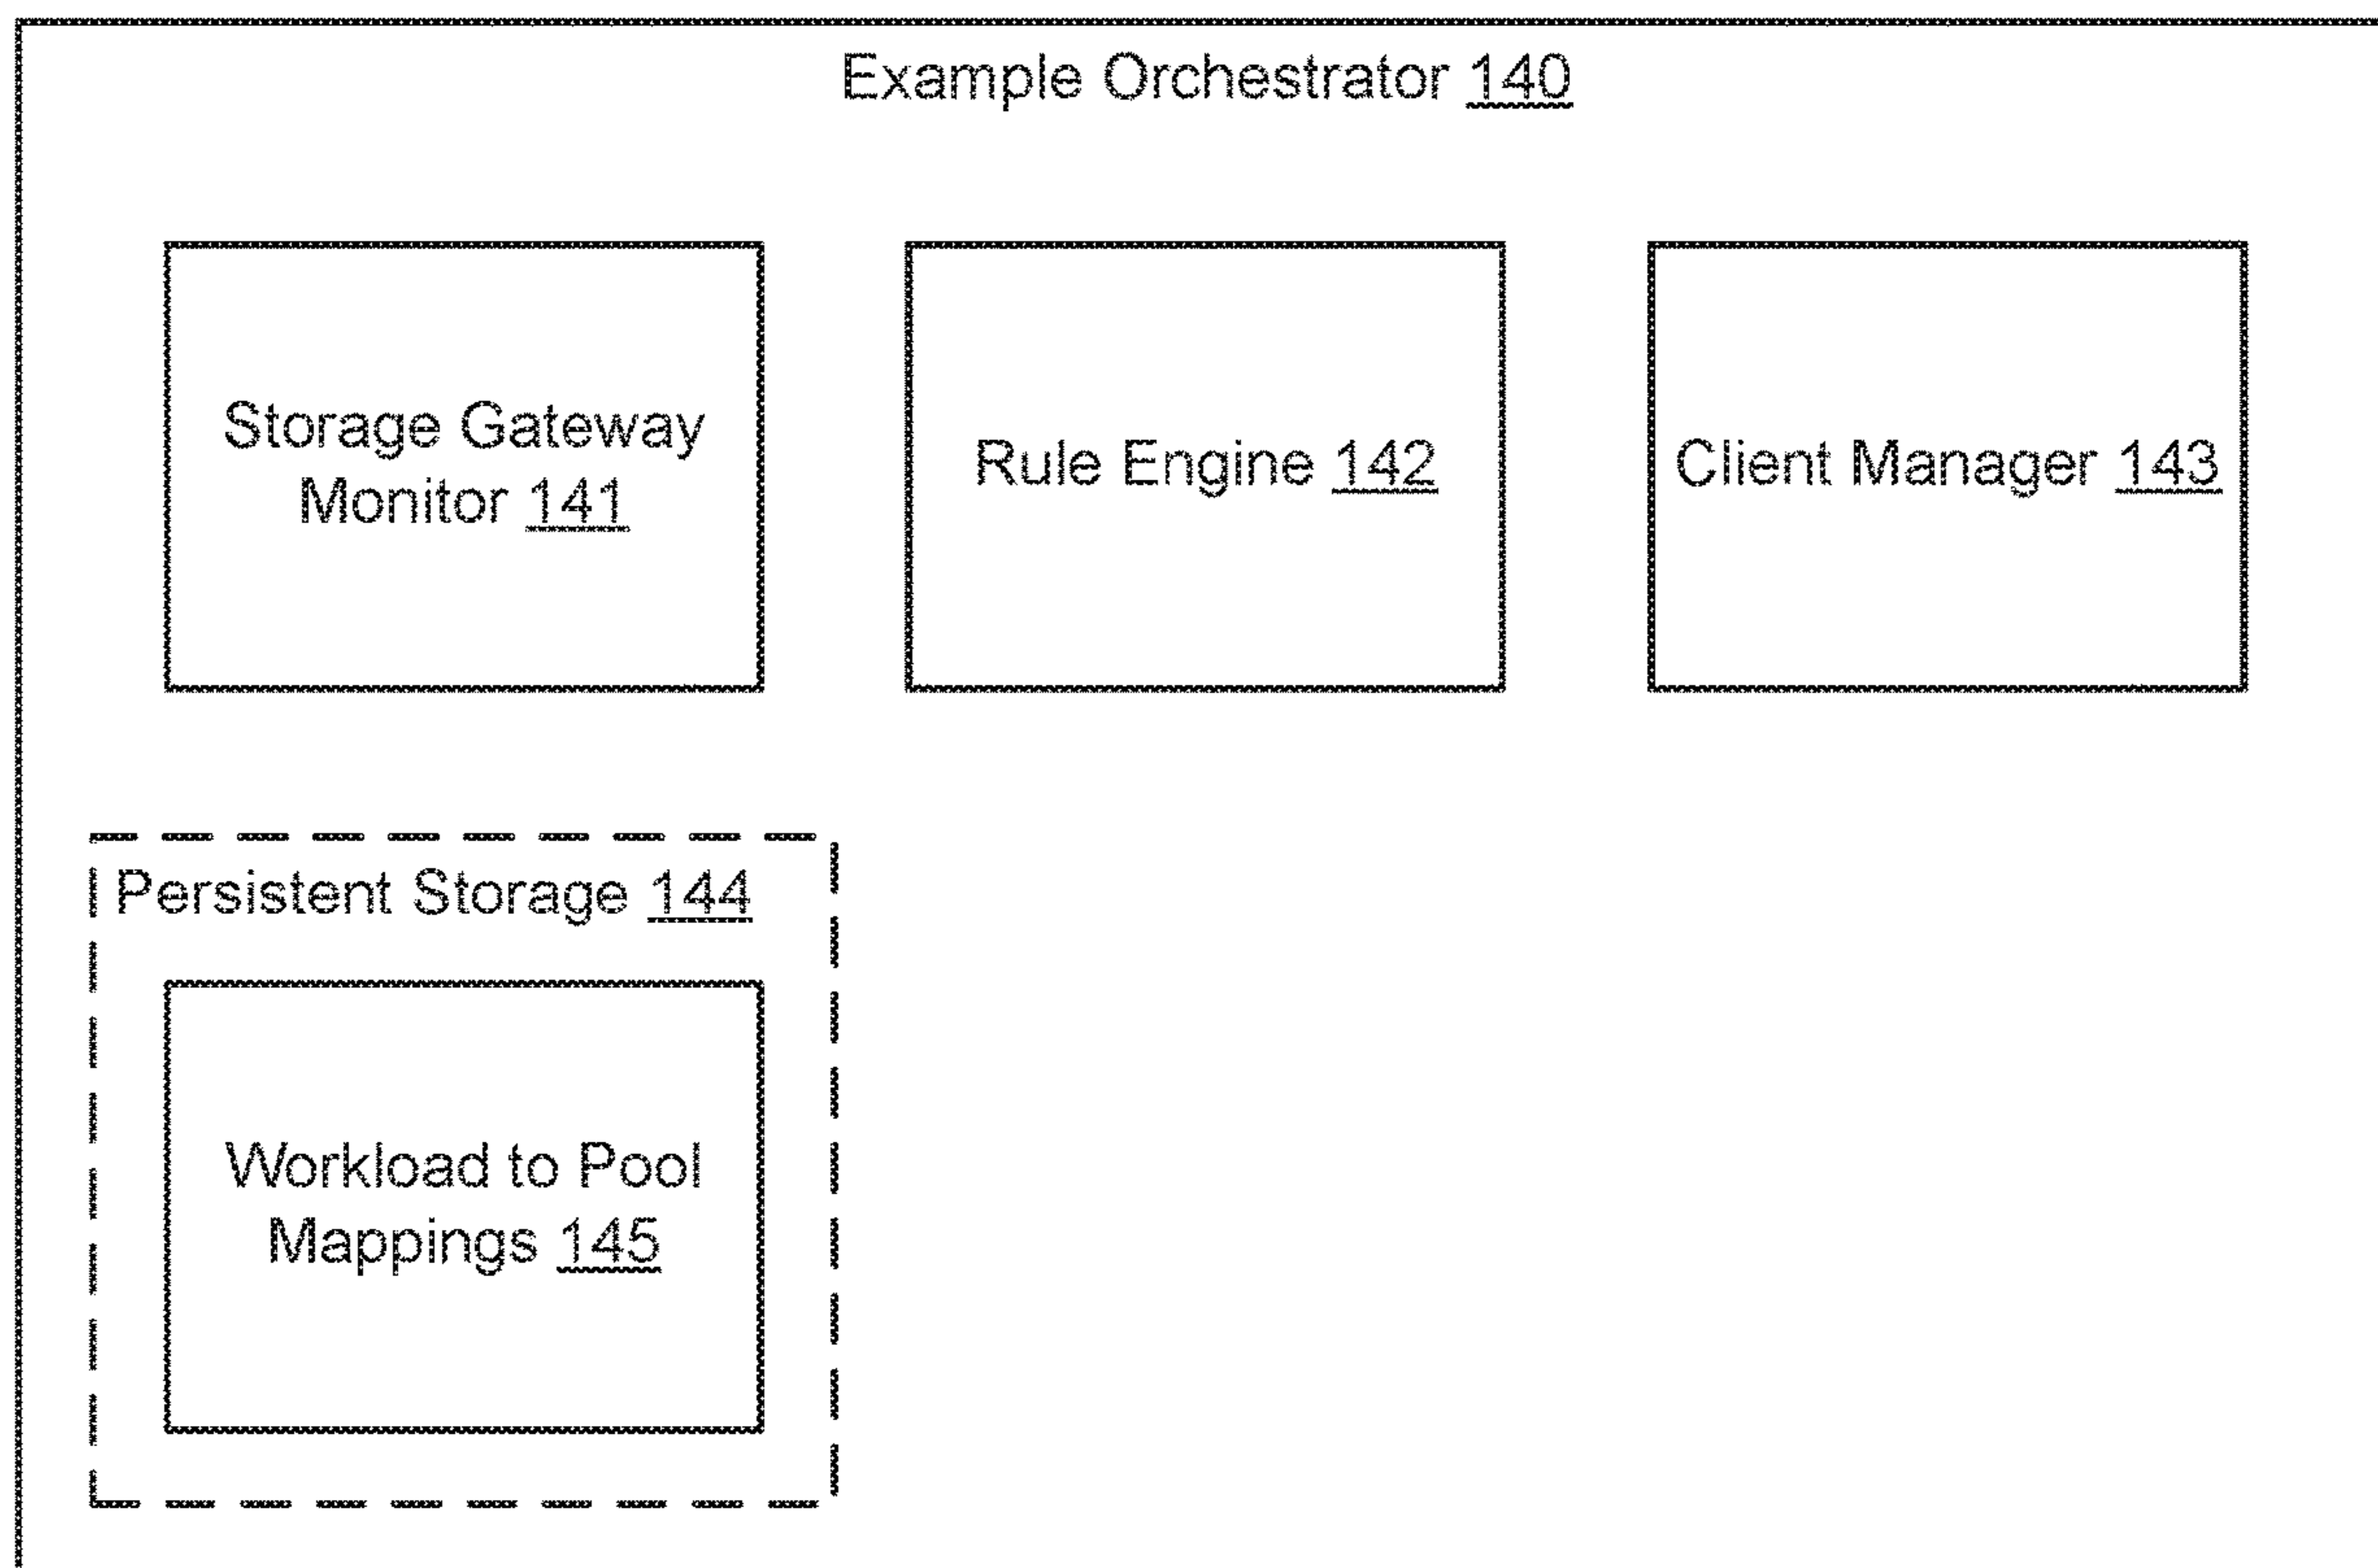 Example Orchestrator 140
Storage Gateway
Monitor 141
Rule Engine 142
Client Manager 143
Persistent Storage 144
Workload to Pool
Mappings 145